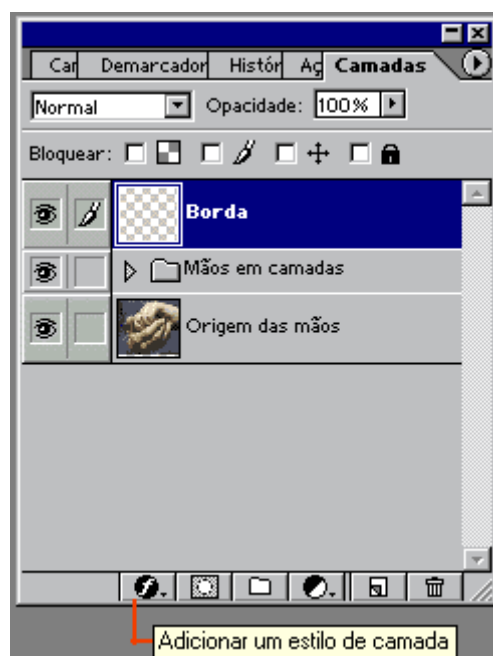 Car Demarcador Histór Aç Camadas
Normal Opacidade: 100%
Bloquear:
Borda
Mãos em camadas
Origem das mãos
Adicionar um estilo de camada